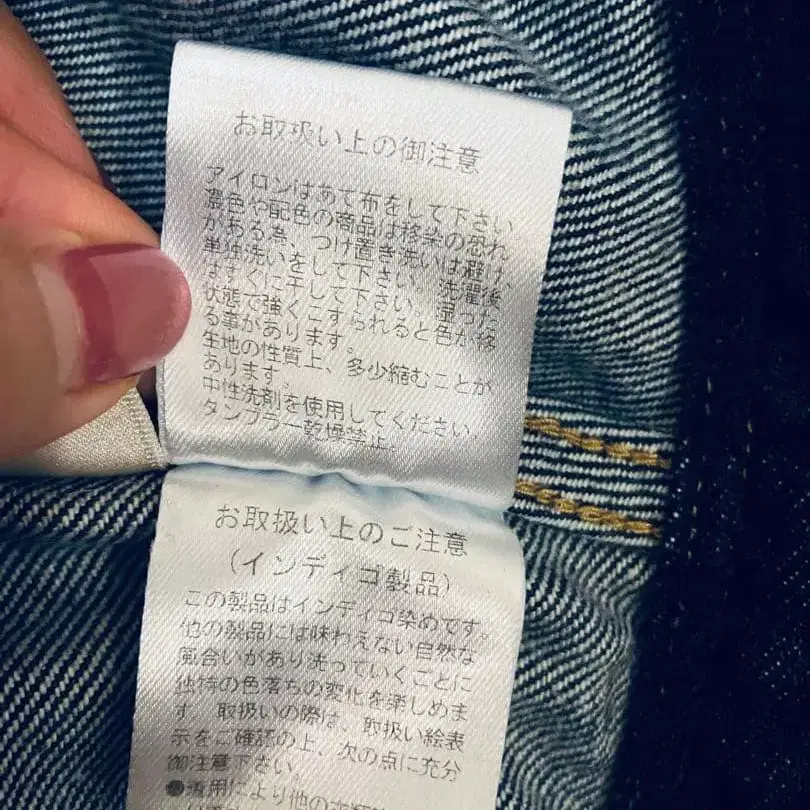 お取扱い上の御注意
アイロンはあて布をして下さい
濃色や配色の商品は移染の恐れ
がある為、つけ置き洗いは避け、
単独洗いをして下さい。洗濯後
はすぐに干して下さい。湿った
状態で強くこすられると色が移
る事があります。
生地の性質上、多少縮むことが
あります。
中性洗剤を使用してください。
タンブラー乾燥禁止。
お取扱い上のご注意
(インディゴ製品)
この製品はインディゴ染めです。
他の製品には味わえない自然な
風合いがあり洗っていくごとに
独特の色落ちの変化を楽しめま
す 取扱いの際は、取扱い絵表
示をご確認の上、次の点に充分
御注意下さい。
●着用により他の衣類